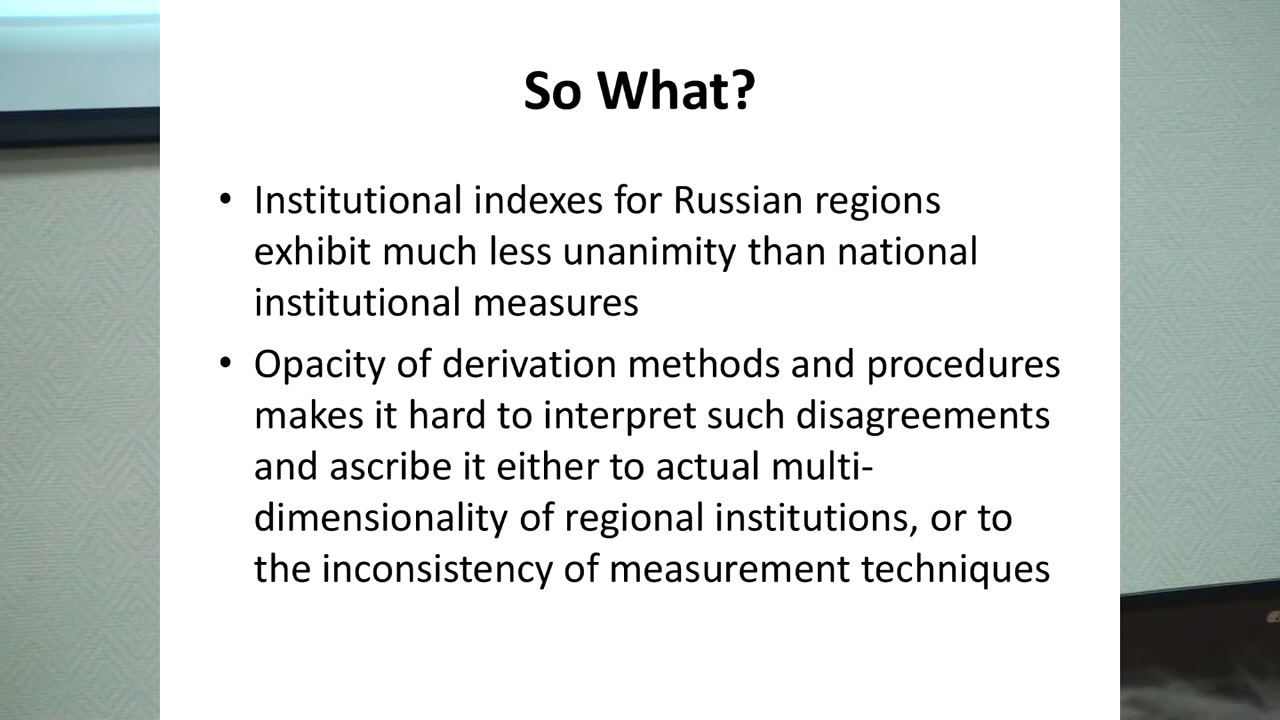 So What?
• Institutional indexes for Russian regions
exhibit much less unanimity than national
institutional measures
• Opacity of derivation methods and procedures
makes it hard to interpret such disagreements
and ascribe it either to actual multi-
dimensionality of regional institutions, or to
the inconsistency of measurement techniques